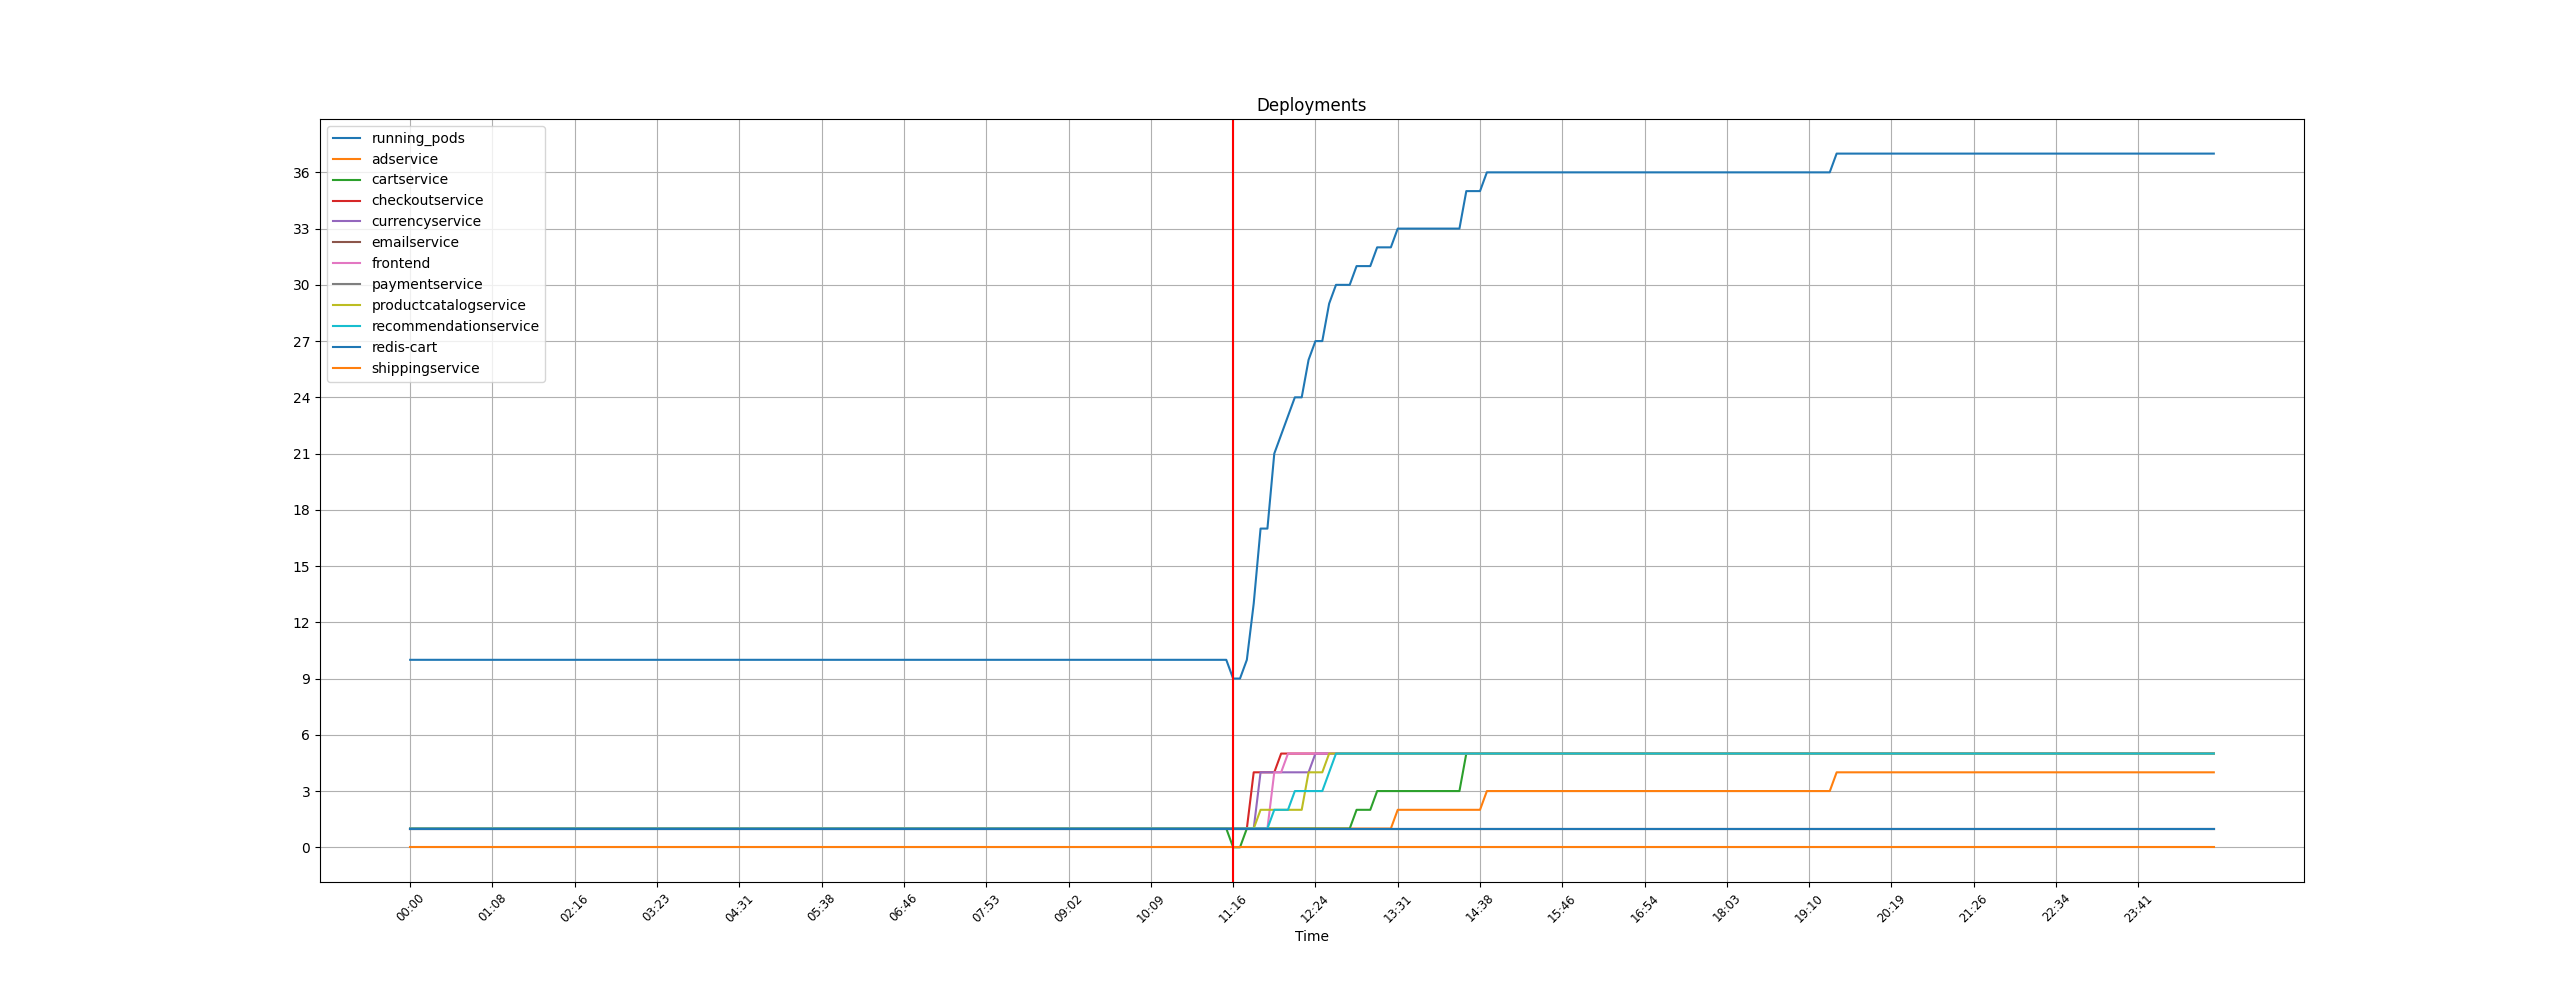 Deployments
running_pods
adservice
cartservice
checkoutservice
currencyservice
emailservice
frontend
paymentservice
productcatalogservice
recommendationservice
redis-cart
shippingservice
36
33
30
27
24
21
18
15
12
9
6
3
0
00:00 01:08 02:16 03:23 04:31 05:38 06:46 07:53 09:02 10:09 11:16 12:24 13:31 14:38 15:46 16:54 18:03 19:10 20:19 21:26 22:34 23:41
Time